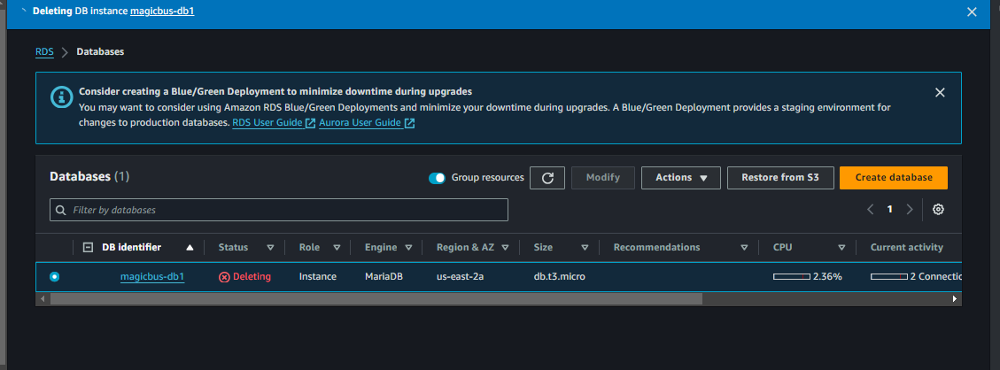 Deleting DB instance magicbus-db1
RDS > Databases
Consider creating a Blue/Green Deployment to minimize downtime during upgrades
You may want to consider using Amazon RDS Blue/Green Deployments and minimize your downtime during upgrades. A Blue/Green Deployment provides a staging environment for
changes to production databases. RDS User Guide Aurora User Guide
Databases (1) Group resources Modify Actions Restore from S3 Create database
Filter by databases 1
DB identifier Status Role Engine Region & AZ Size Recommendations CPU Current activity
magicbus-db1 Deleting Instance MariaDB us-east-2a db.t3.micro 2.36% 2 Connectic